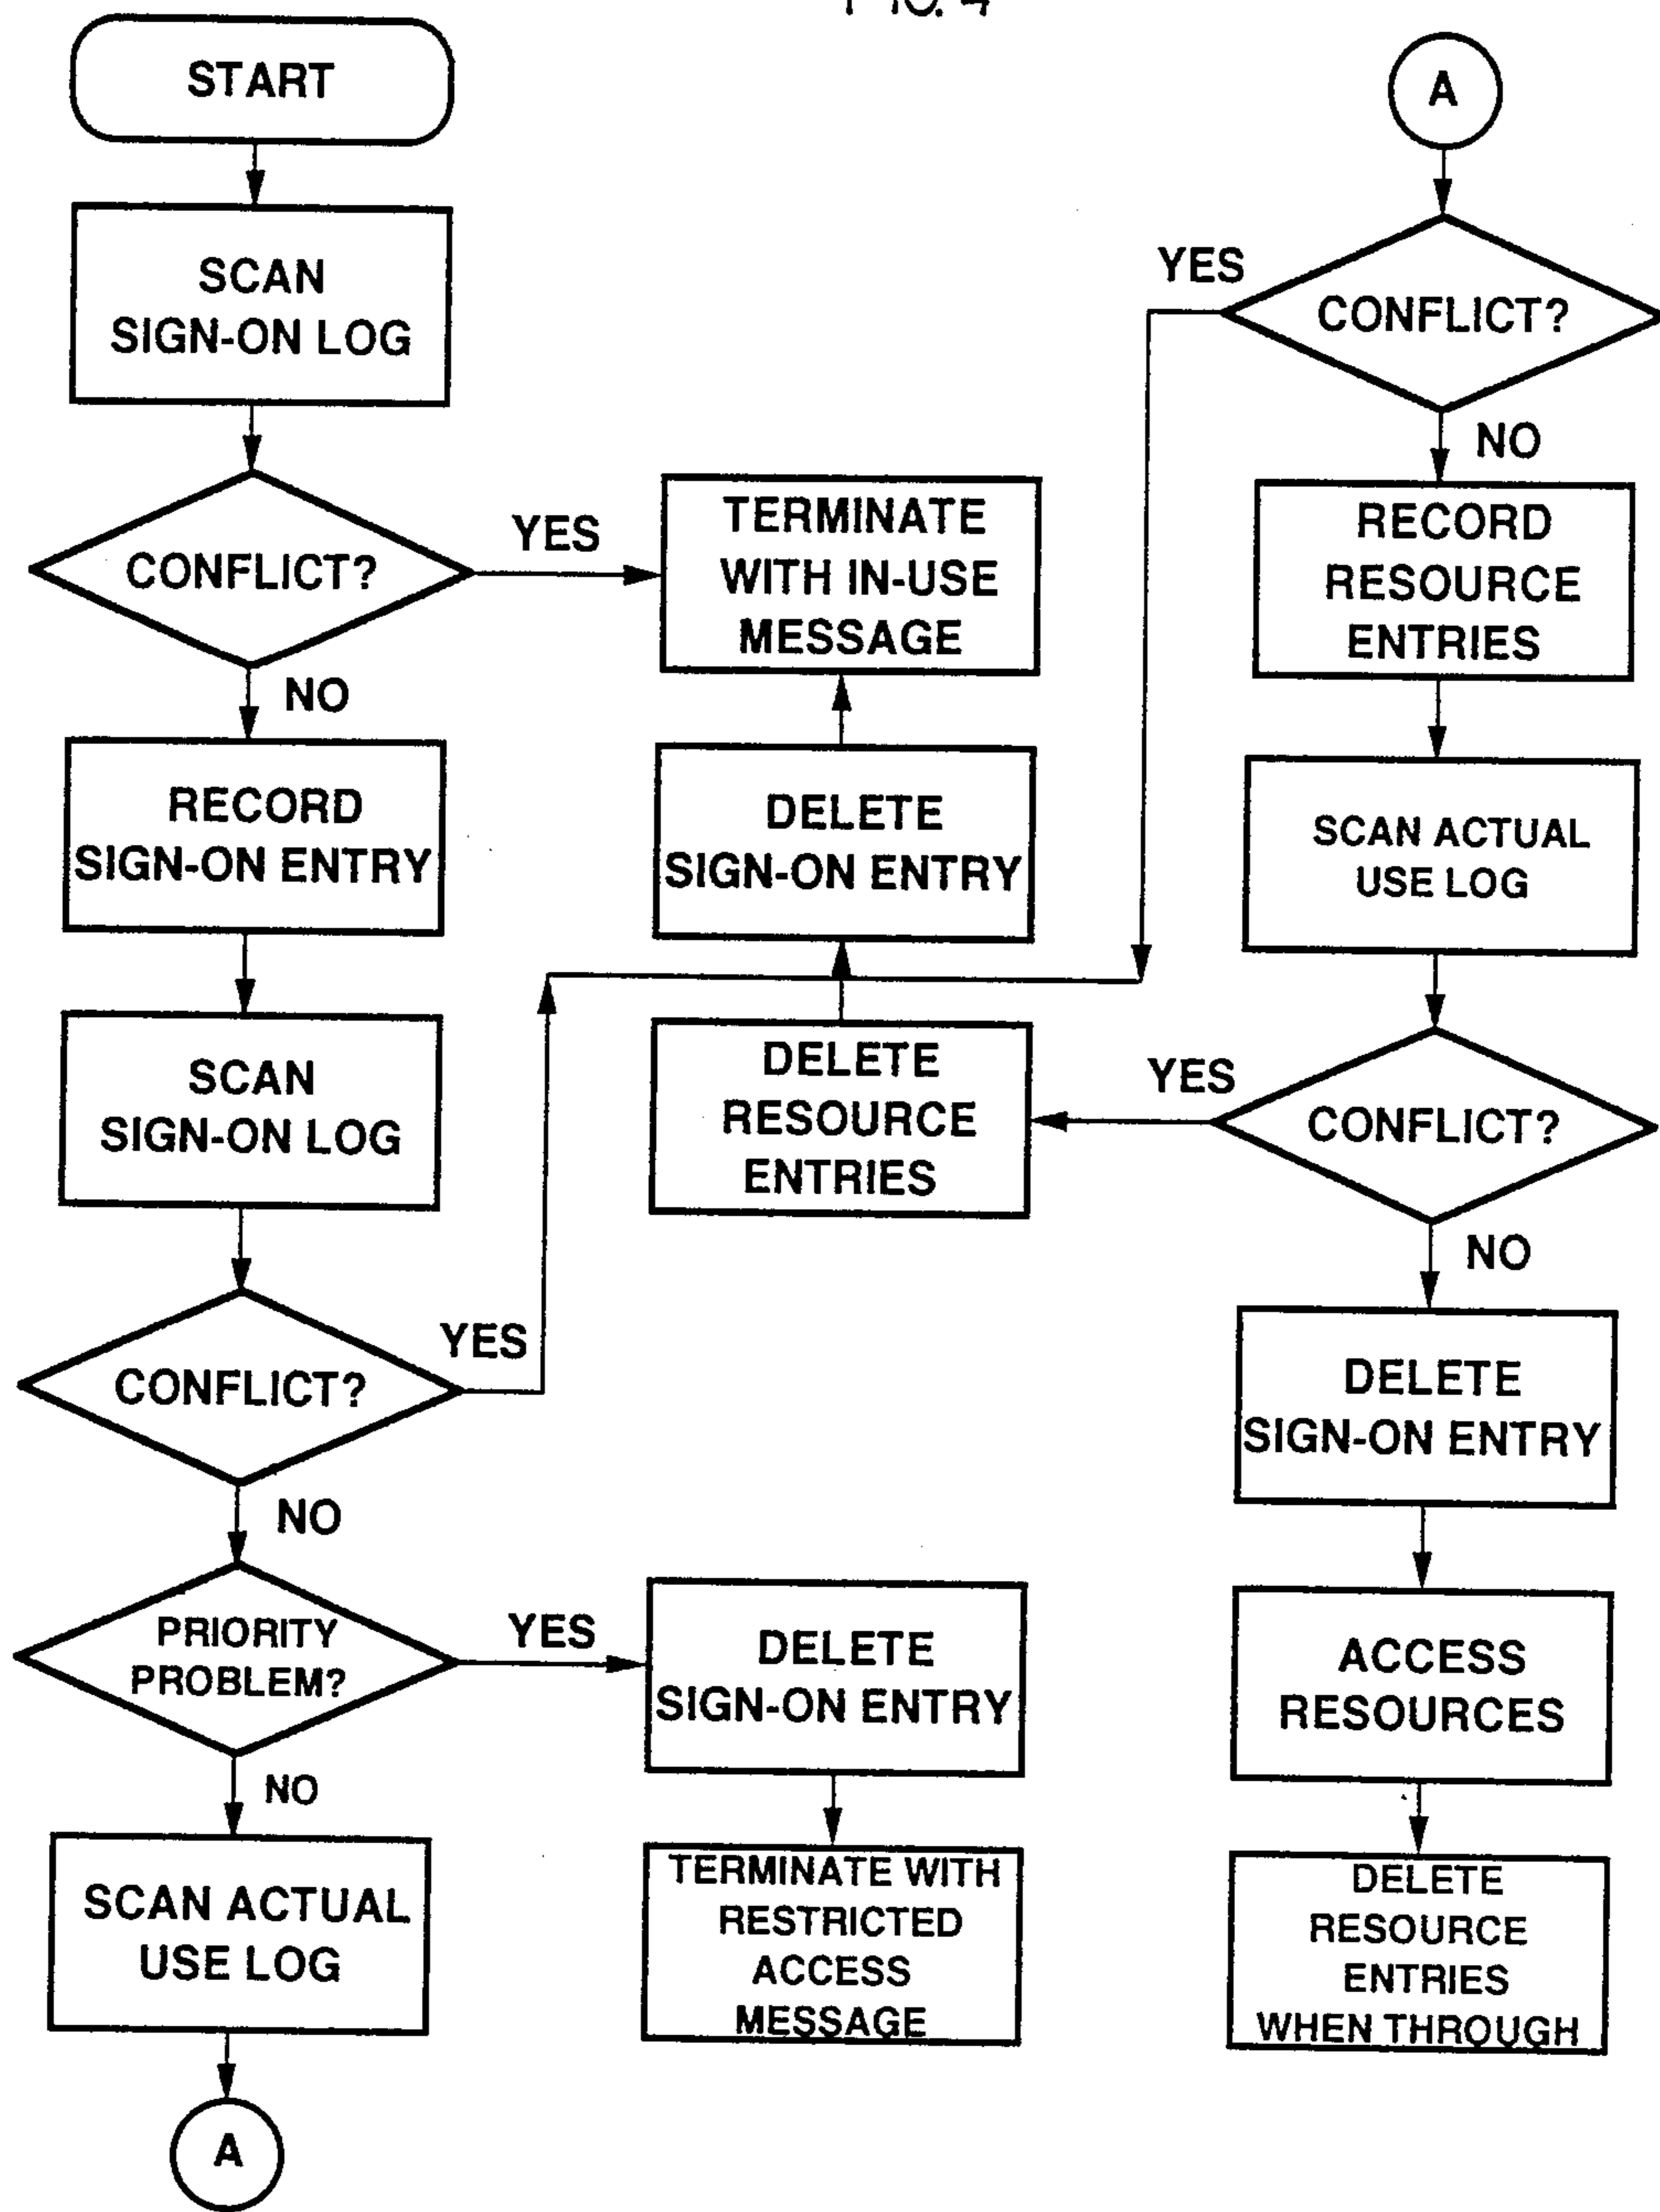 FIG. 4
START
SCAN
SIGN-ON LOG
CONFLICT?
YES
NO
TERMINATE
WITH IN-USE
MESSAGE
RECORD
SIGN-ON ENTRY
DELETE
SIGN-ON ENTRY
SCAN
SIGN-ON LOG
DELETE
RESOURCE
ENTRIES
CONFLICT?
YES
NO
PRIORITY
PROBLEM?
YES
NO
DELETE
SIGN-ON ENTRY
TERMINATE WITH
RESTRICTED
ACCESS
MESSAGE
SCAN ACTUAL
USE LOG
A
A
CONFLICT?
YES
NO
RECORD
RESOURCE
ENTRIES
SCAN ACTUAL
USE LOG
CONFLICT?
YES
NO
DELETE
SIGN-ON ENTRY
ACCESS
RESOURCES
DELETE
RESOURCE
ENTRIES
WHEN THROUGH